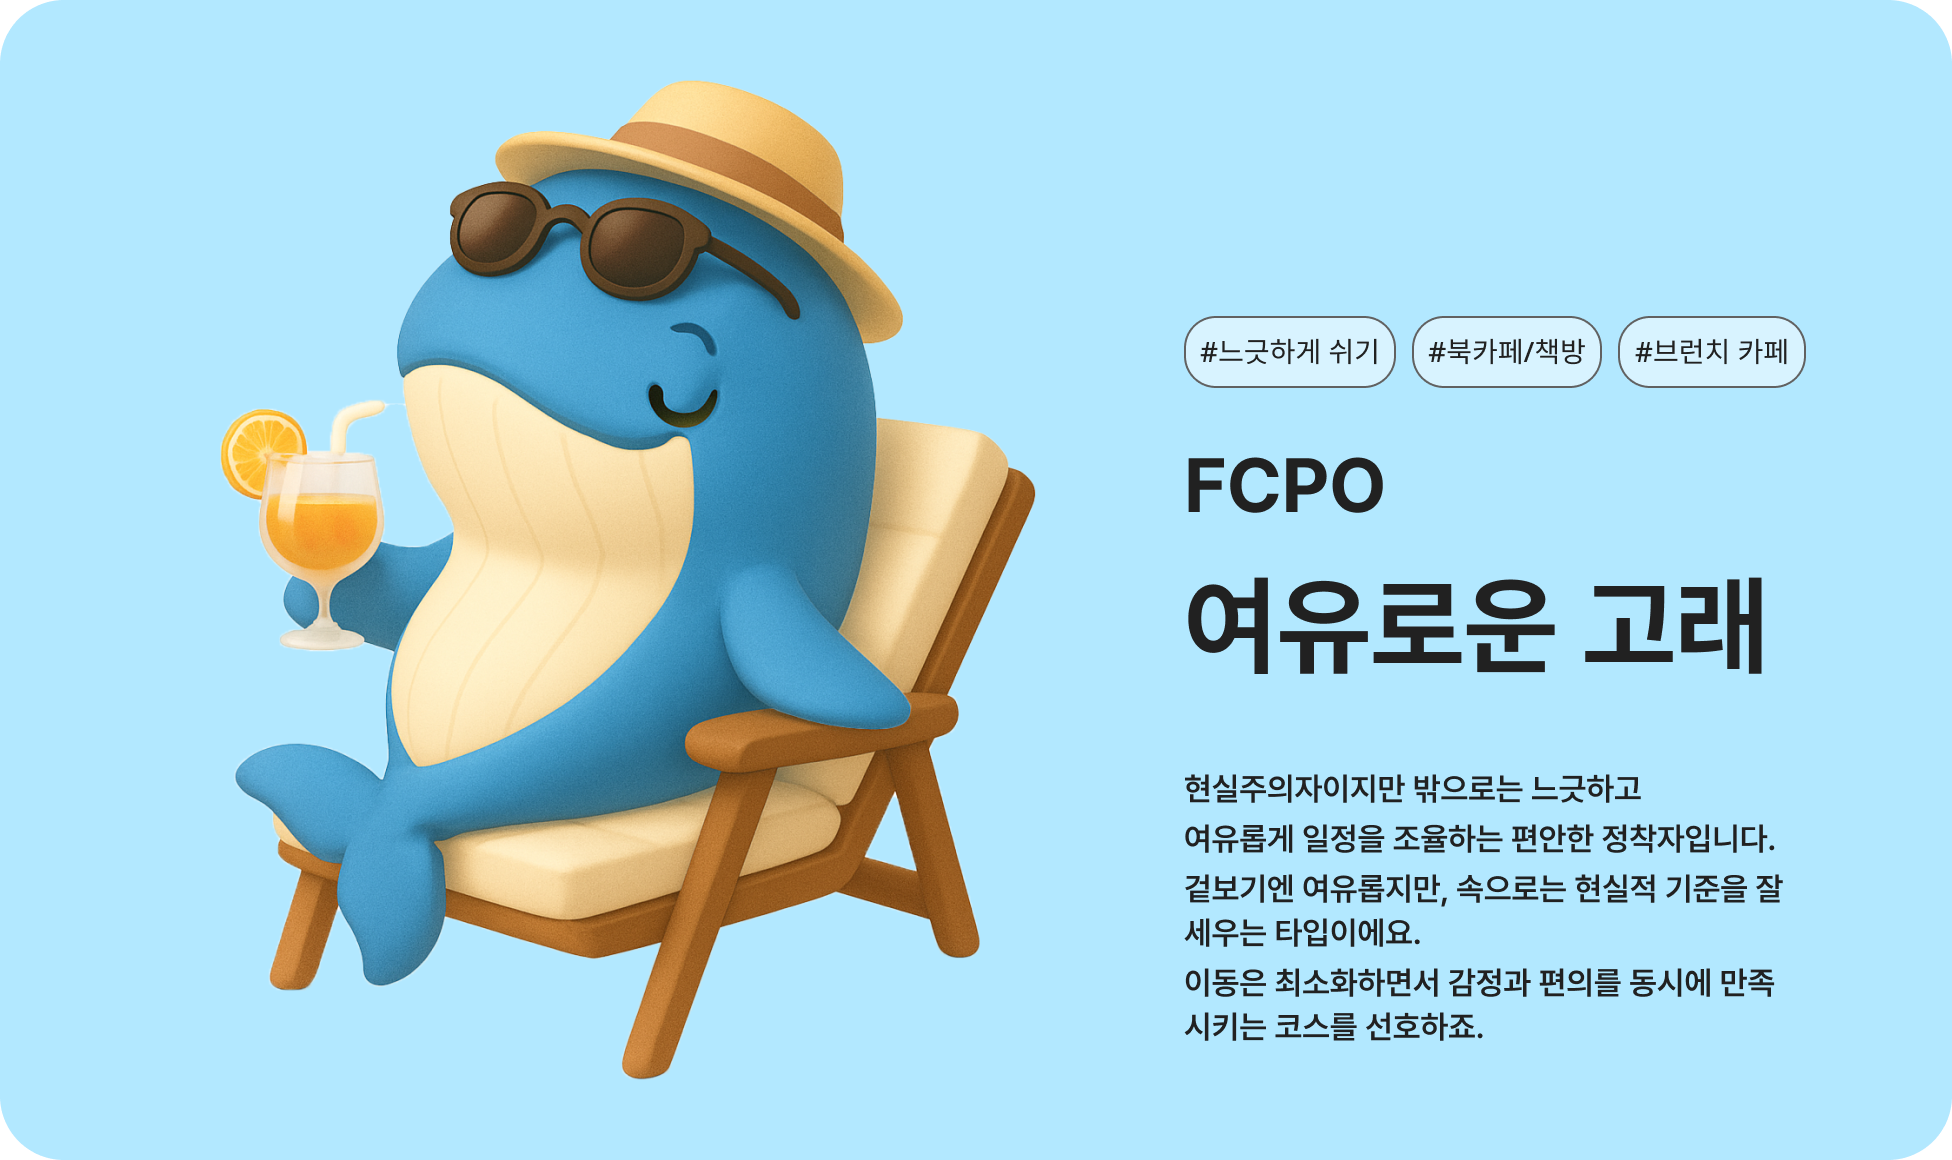 #느긋하게 쉬기 #북카페/책방 #브런치 카페
FCPO
여유로운 고래
현실주의자이지만 밖으로는 느긋하고
여유롭게 일정을 조율하는 편안한 정착자입니다.
겉보기엔 여유롭지만, 속으로는 현실적 기준을 잘
세우는 타입이에요.
이동은 최소화하면서 감정과 편의를 동시에 만족
시키는 코스를 선호하죠.